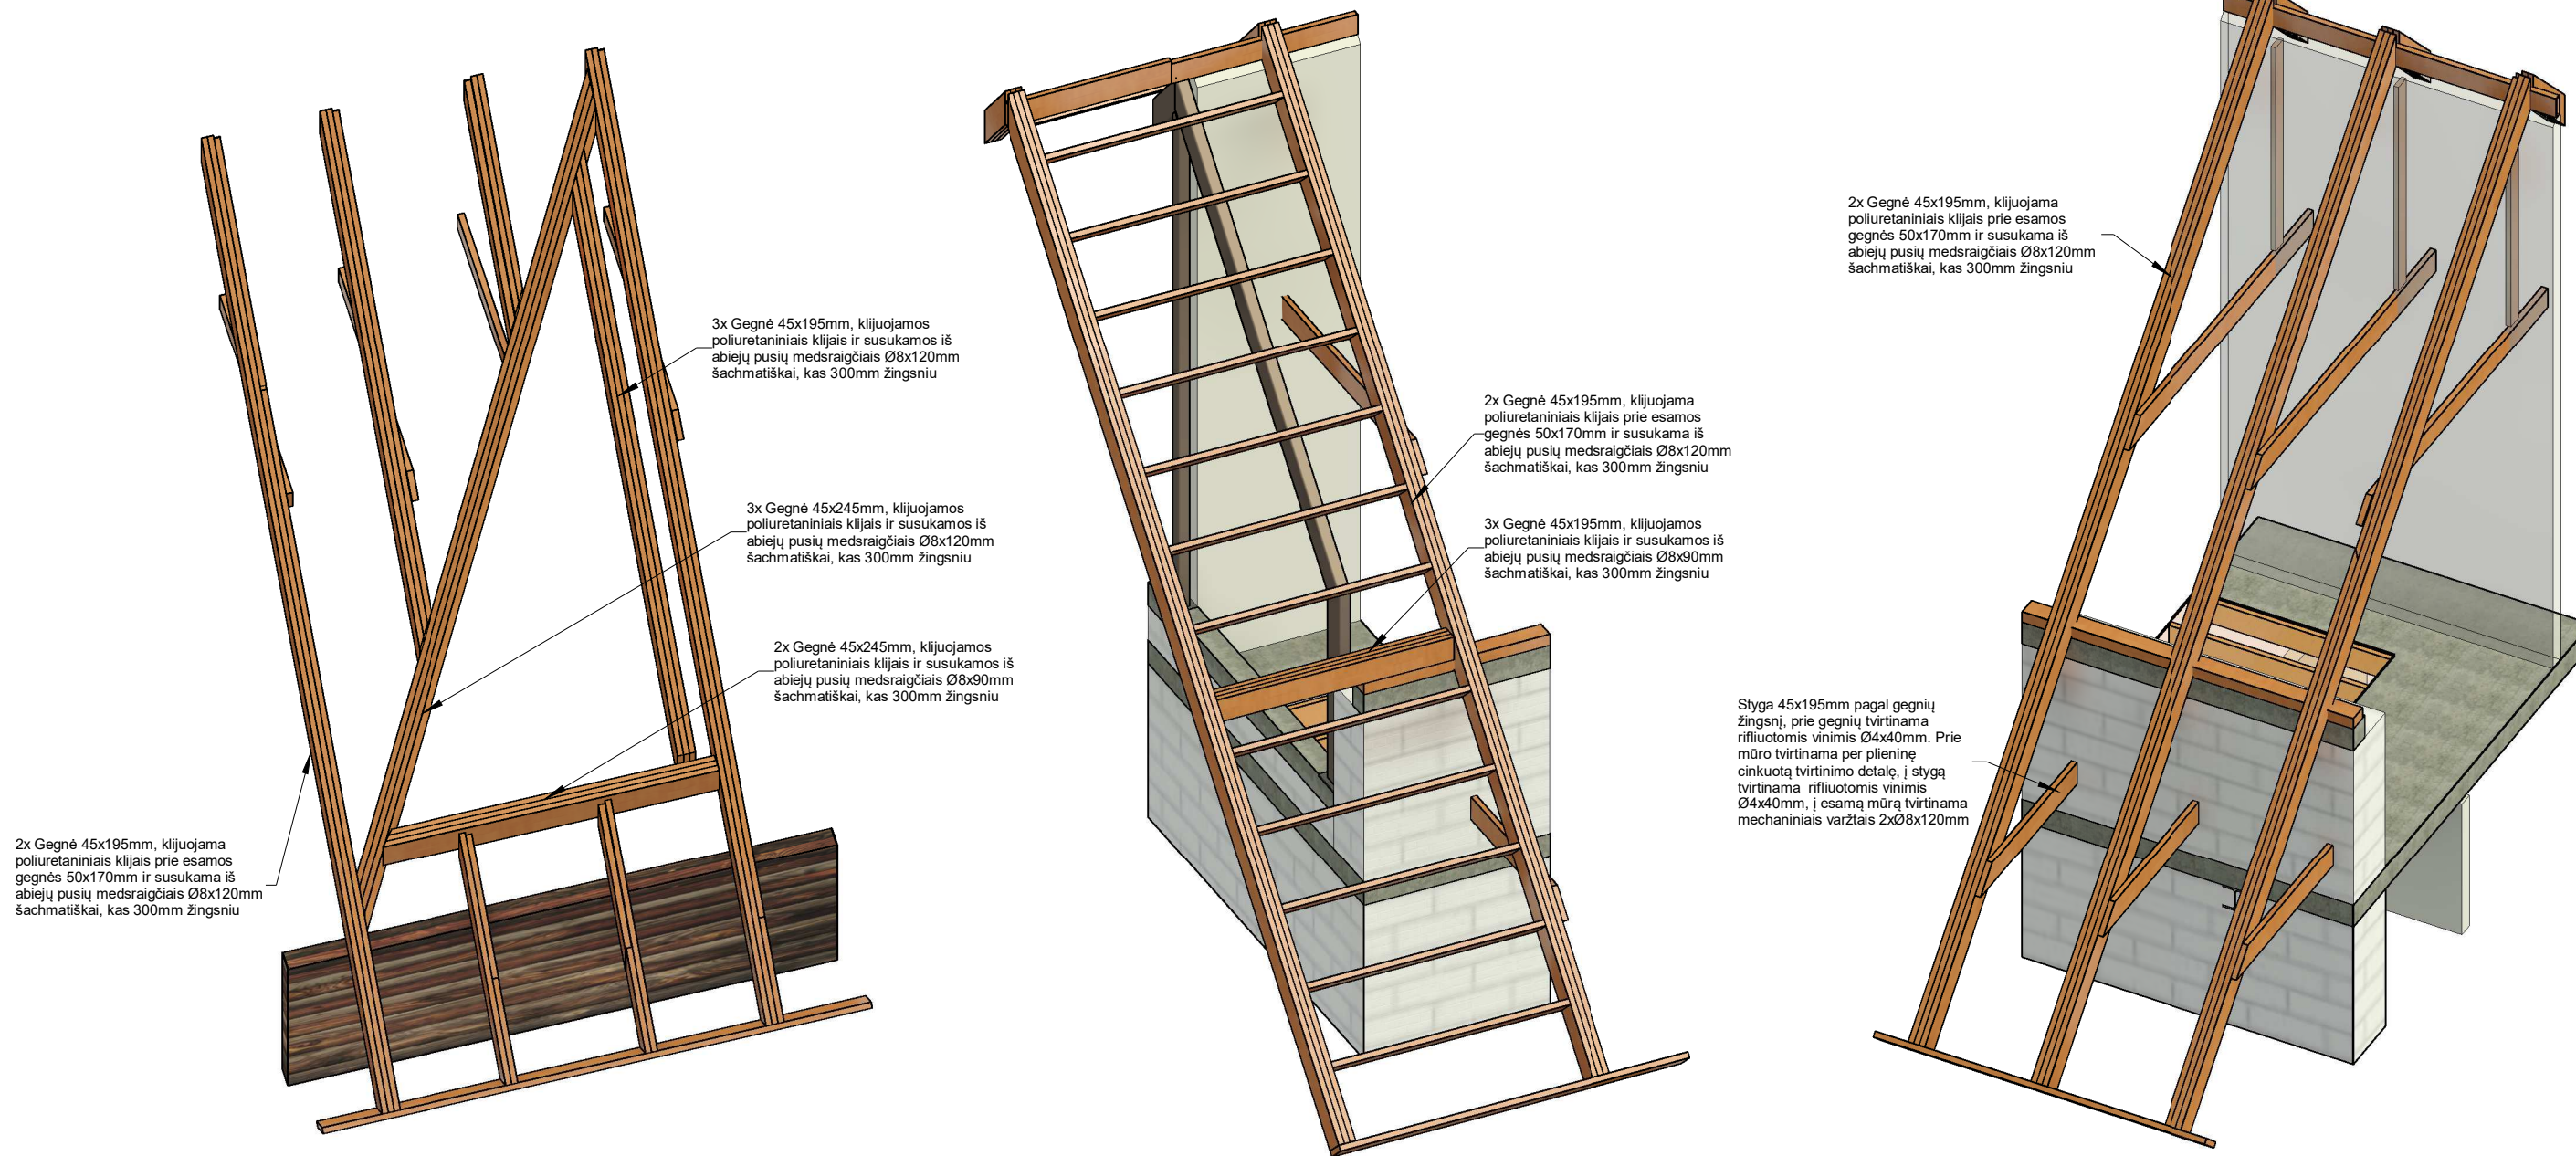 3x Gegnė 45x195mm, klijuojamos
poliuretaniniais klijais ir susukamos iš
abiejų pusių medsraigčiais Ø8x120mm
šachmatiškai, kas 300mm žingsniu
3x Gegnė 45x245mm, klijuojamos
poliuretaniniais klijais ir susukamos iš
abiejų pusių medsraigčiais Ø8x120mm
šachmatiškai, kas 300mm žingsniu
2x Gegnė 45x245mm, klijuojamos
poliuretaniniais klijais ir susukamos iš
abiejų pusių medsraigčiais Ø8x90mm
šachmatiškai, kas 300mm žingsniu
2x Gegnė 45x195mm, klijuojama
poliuretaniniais klijais prie esamos
gegnės 50x170mm ir susukama iš
abiejų pusių medsraigčiais Ø8x120mm
šachmatiškai, kas 300mm žingsniu
2x Gegnė 45x195mm, klijuojama
poliuretaniniais klijais prie esamos
gegnės 50x170mm ir susukama iš
abiejų pusių medsraigčiais Ø8x120mm
šachmatiškai, kas 300mm žingsniu
3x Gegnė 45x195mm, klijuojamos
poliuretaniniais klijais ir susukamos iš
abiejų pusių medsraigčiais Ø8x90mm
šachmatiškai, kas 300mm žingsniu
2x Gegnė 45x195mm, klijuojama
poliuretaniniais klijais prie esamos
gegnės 50x170mm ir susukama iš
abiejų pusių medsraigčiais Ø8x120mm
šachmatiškai, kas 300mm žingsniu
Styga 45x195mm pagal gegnių
žingsnį, prie gegnių tvirtinama
rifliuotomis vinimis Ø4x40mm. Prie
mūro tvirtinama per plieninę
cinkuotą tvirtinimo detalę, į stygą
tvirtinama rifliuotomis vinimis
Ø4x40mm, į esamą mūrą tvirtinama
mechaniniais varžtais 2xØ8x120mm